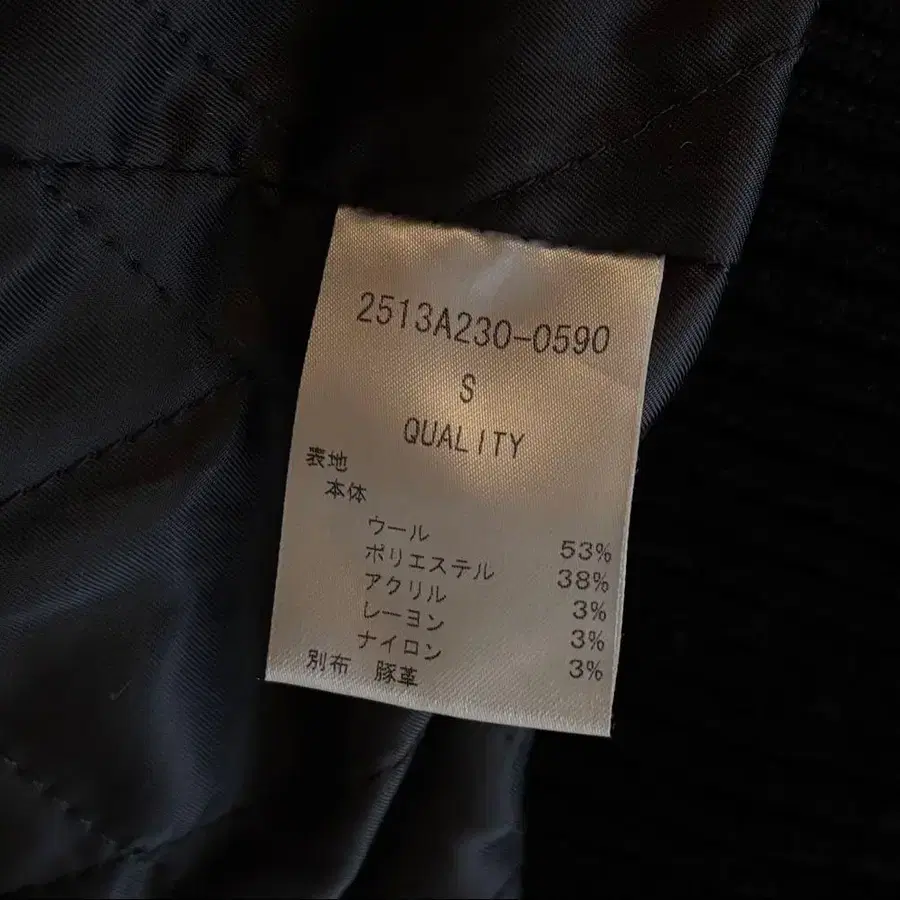 2513A230-0590
S
QUALITY
表地
本体
ウール 53%
ポリエステル 38%
アクリル 3%
レーヨン 3%
ナイロン 3%
別布 豚革